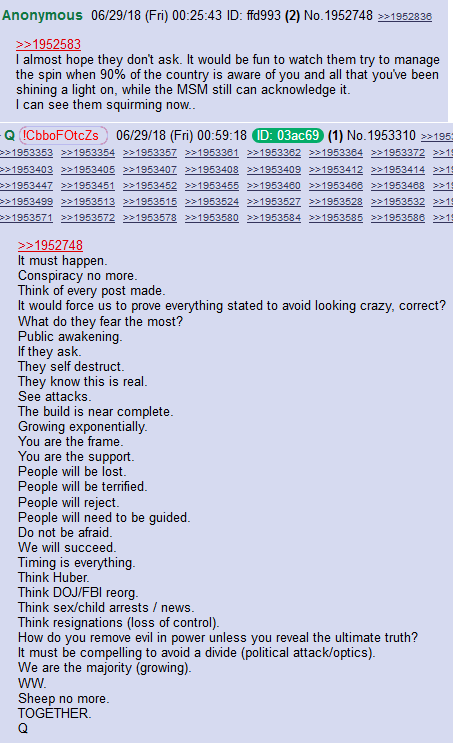 Anonymous 06/29/18 (Fri) 00:25:43 ID: ffd993 (2) No.1952748 >>1952836
>>1952583
I almost hope they don't ask. It would be fun to watch them try to manage
the spin when 90% of the country is aware of you and all that you've been
shining a light on, while the MSM still can acknowledge it.
I can see them squirming now..
Q !CbboFOtcZs 06/29/18 (Fri) 00:59:18 ID: 03ac69 (1) No.1953310 >>195
>>1953353 >>1953354 >>1953357 >>1953361 >>1953362 >>1953364 >>1953372 >>1
>>1953403 >>1953405 >>1953407 >>1953408 >>1953409 >>1953412 >>1953414 >>1
>>1953447 >>1953451 >>1953452 >>1953455 >>1953460 >>1953466 >>1953468 >>1
>>1953499 >>1953513 >>1953515 >>1953524 >>1953527 >>1953528 >>1953532 >>1
>>1953571 >>1953572 >>1953578 >>1953580 >>1953584 >>1953585 >>1953586 >>1
>>1952748
It must happen.
Conspiracy no more.
Think of every post made.
It would force us to prove everything stated to avoid looking crazy, correct?
What do they fear the most?
Public awakening.
If they ask.
They self destruct.
They know this is real.
See attacks.
The build is near complete.
Growing exponentially.
You are the frame.
You are the support.
People will be lost.
People will be terrified.
People will reject.
People will need to be guided.
Do not be afraid.
We will succeed.
Timing is everything.
Think Huber.
Think DOJ/FBI reorg.
Think sex/child arrests / news.
Think resignations (loss of control).
How do you remove evil in power unless you reveal the ultimate truth?
It must be compelling to avoid a divide (political attack/optics).
We are the majority (growing).
WW.
Sheep no more.
TOGETHER.
Q